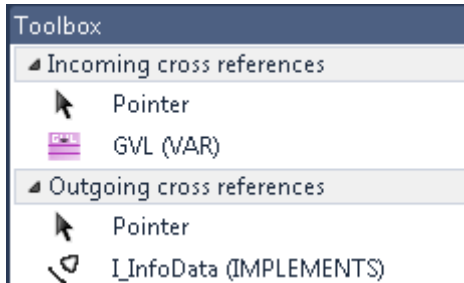 Toolbox
Incoming cross references
Pointer
GVL (VAR)
Outgoing cross references
Pointer
I_InfoData (IMPLEMENTS)